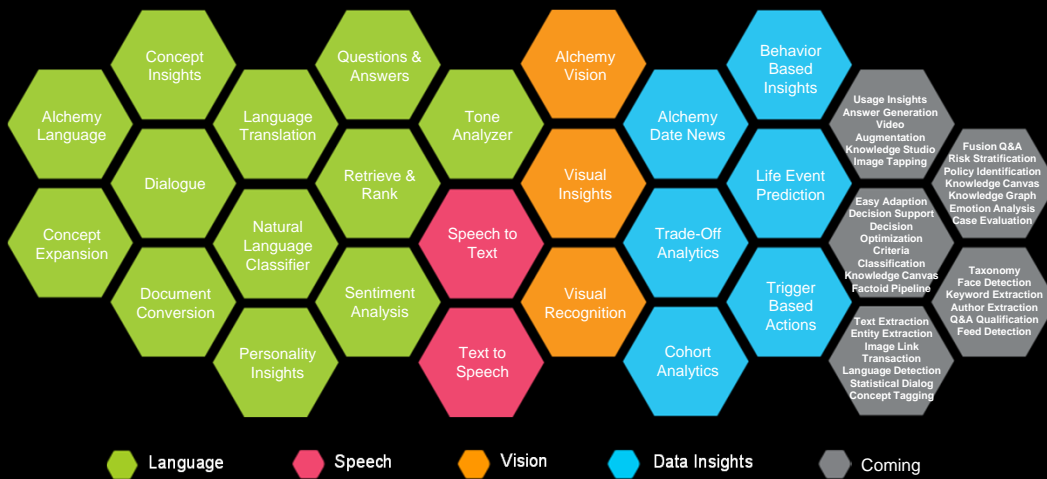 Concept
Insights
Questions &
Answers
Alchemy
Vision
Behavior
Based
Insights
Alchemy
Language
Language
Translation
Tone
Analyzer
Alchemy
Date News
Usage Insights
Answer Generation
Video
Augmentation
Knowledge Studio
Image Tapping
Dialogue
Retrieve &
Rank
Visual
Insights
Life Event
Prediction
Fusion Q&A
Risk Stratification
Policy Identification
Knowledge Canvas
Knowledge Graph
Emotion Analysis
Case Evaluation
Concept
Expansion
Natural
Language
Classifier
Speech to
Text
Trade-Off
Analytics
Easy Adaption
Decision Support
Decision
Optimization
Criteria
Classification
Knowledge Canvas
Factoid Pipeline
Document
Conversion
Sentiment
Analysis
Visual
Recognition
Trigger
Based
Actions
Taxonomy
Face Detection
Keyword Extraction
Author Extraction
Q&A Qualification
Feed Detection
Personality
Insights
Text to
Speech
Cohort
Analytics
Text Extraction
Entity Extraction
Image Link
Transaction
Language Detection
Statistical Dialog
Concept Tagging
Language
Speech
Vision
Data Insights
Coming